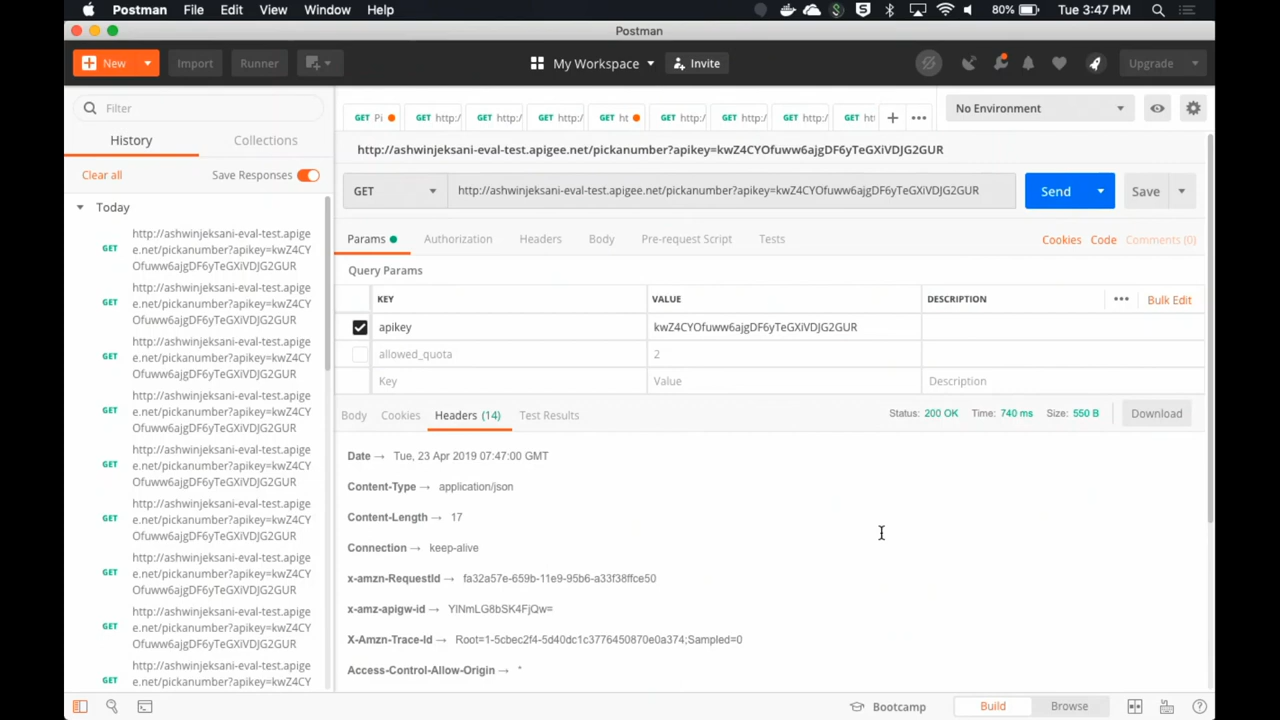 Postman File Edit View Window Help 80% Tue 3:47 PM
Postman
New Import Runner My Workspace Invite Upgrade
Filter
History Collections
Clear all Save Responses
Today
GET http://ashwinjeksani-eval-test.apige
e.net/pickanumber?apikey=kwZ4CY
Ofuww6ajgDF6yTeGXiVDJG2GUR
GET http://ashwinjeksani-eval-test.apige
e.net/pickanumber?apikey=kwZ4CY
Ofuww6ajgDF6yTeGXiVDJG2GUR
GET http://ashwinjeksani-eval-test.apige
e.net/pickanumber?apikey=kwZ4CY
Ofuww6ajgDF6yTeGXiVDJG2GUR
GET http://ashwinjeksani-eval-test.apige
e.net/pickanumber?apikey=kwZ4CY
Ofuww6ajgDF6yTeGXiVDJG2GUR
GET http://ashwinjeksani-eval-test.apige
e.net/pickanumber?apikey=kwZ4CY
Ofuww6ajgDF6yTeGXiVDJG2GUR
GET http://ashwinjeksani-eval-test.apige
e.net/pickanumber?apikey=kwZ4CY
Ofuww6ajgDF6yTeGXiVDJG2GUR
GET http://ashwinjeksani-eval-test.apige
e.net/pickanumber?apikey=kwZ4CY
Ofuww6ajgDF6yTeGXiVDJG2GUR
GET http://ashwinjeksani-eval-test.apige
e.net/pickanumber?apikey=kwZ4CY
Ofuww6ajgDF6yTeGXiVDJG2GUR
GET http://ashwinjeksani-eval-test.apige
e.net/pickanumber?apikey=kwZ4CY
GET Pi GET http:/ GET http:/ GET http:/ GET ht GET http:/ GET http:/ GET http:/ GET htt
No Environment
http://ashwinjeksani-eval-test.apigee.net/pickanumber?apikey=kwZ4CYOfuww6ajgDF6yTeGXiVDJG2GUR
GET http://ashwinjeksani-eval-test.apigee.net/pickanumber?apikey=kwZ4CYOfuww6ajgDF6yTeGXiVDJG2GUR Send Save
Params Authorization Headers Body Pre-request Script Tests Cookies Code Comments (0)
Query Params
KEY VALUE DESCRIPTION Bulk Edit
apikey kwZ4CYOfuww6ajgDF6yTeGXiVDJG2GUR
allowed_quota 2
Key Value Description
Body Cookies Headers (14) Test Results Status: 200 OK Time: 740 ms Size: 550 B Download
Date → Tue, 23 Apr 2019 07:47:00 GMT
Content-Type → application/json
Content-Length → 17
Connection → keep-alive
x-amzn-RequestId → fa32a57e-659b-11e9-95b6-a33f38ffce50
x-amz-apigw-id → YlNmLG8bSK4FjQw=
X-Amzn-Trace-Id → Root=1-5cbec2f4-5d40dc1c3776450870e0a374;Sampled=0
Access-Control-Allow-Origin → *
Bootcamp Build Browse